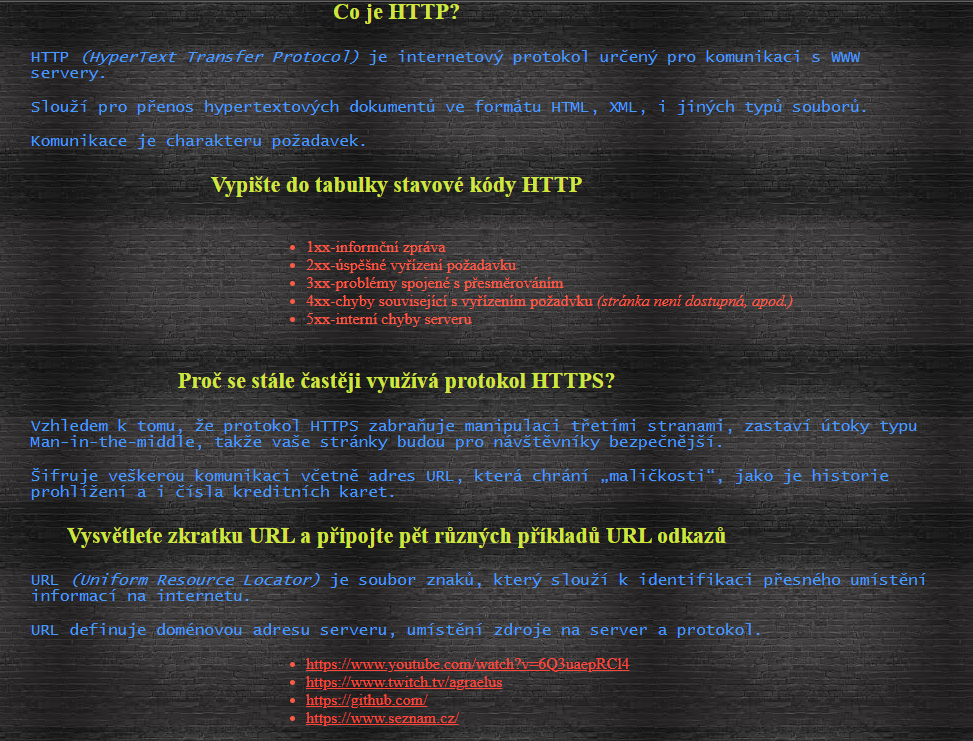 Co je HTTP?
HTTP (HyperText Transfer Protocol) je internetový protokol určený pro komunikaci s WWW
servery.
Slouží pro přenos hypertextových dokumentů ve formátu HTML, XML, i jiných typů souborů.
Komunikace je charakteru požadavek.
Vypište do tabulky stavové kódy HTTP
1xx-informční zpráva
2xx-úspěšné vyřízení požadavku
3xx-problémy spojené s přesměrováním
4xx-chyby související s vyřízením požadvku (stránka není dostupná, apod.)
5xx-interní chyby serveru
Proč se stále častěji využívá protokol HTTPS?
Vzhledem k tomu, že protokol HTTPS zabraňuje manipulaci třetími stranami, zastaví útoky typu
Man-in-the-middle, takže vaše stránky budou pro návštěvníky bezpečnější.
Šifruje veškerou komunikaci včetně adres URL, která chrání „maličkosti“, jako je historie
prohlížení a i čísla kreditních karet.
Vysvětlete zkratku URL a připojte pět různých příkladů URL odkazů
URL (Uniform Resource Locator) je soubor znaků, který slouží k identifikaci přesného umístění
informací na internetu.
URL definuje doménovou adresu serveru, umístění zdroje na server a protokol.
https://www.youtube.com/watch?v=6Q3uaepRCl4
https://www.twitch.tv/agraelus
https://github.com/
https://www.seznam.cz/